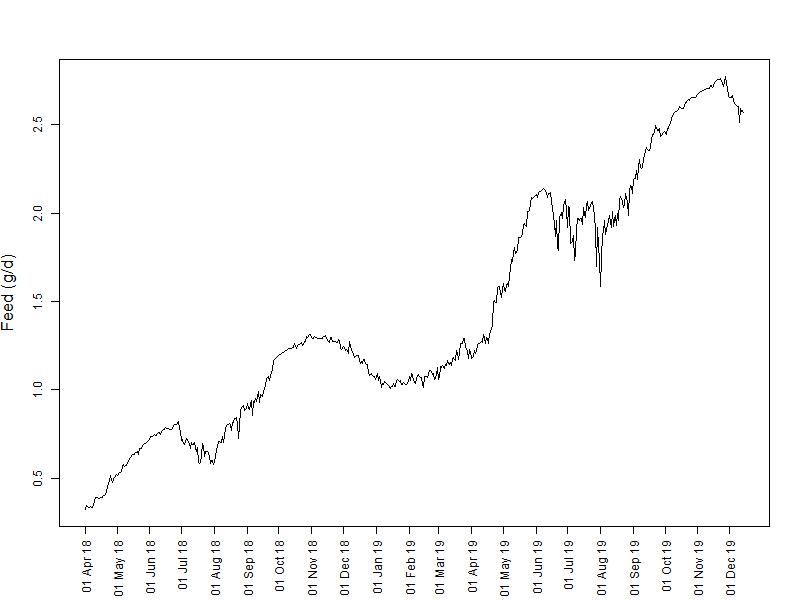 Feed (g/d)
2.5
2.0
1.5
1.0
0.5
01 Apr 18
01 May 18
01 Jun 18
01 Jul 18
01 Aug 18
01 Sep 18
01 Oct 18
01 Nov 18
01 Dec 18
01 Jan 19
01 Feb 19
01 Mar 19
01 Apr 19
01 May 19
01 Jun 19
01 Jul 19
01 Aug 19
01 Sep 19
01 Oct 19
01 Nov 19
01 Dec 19